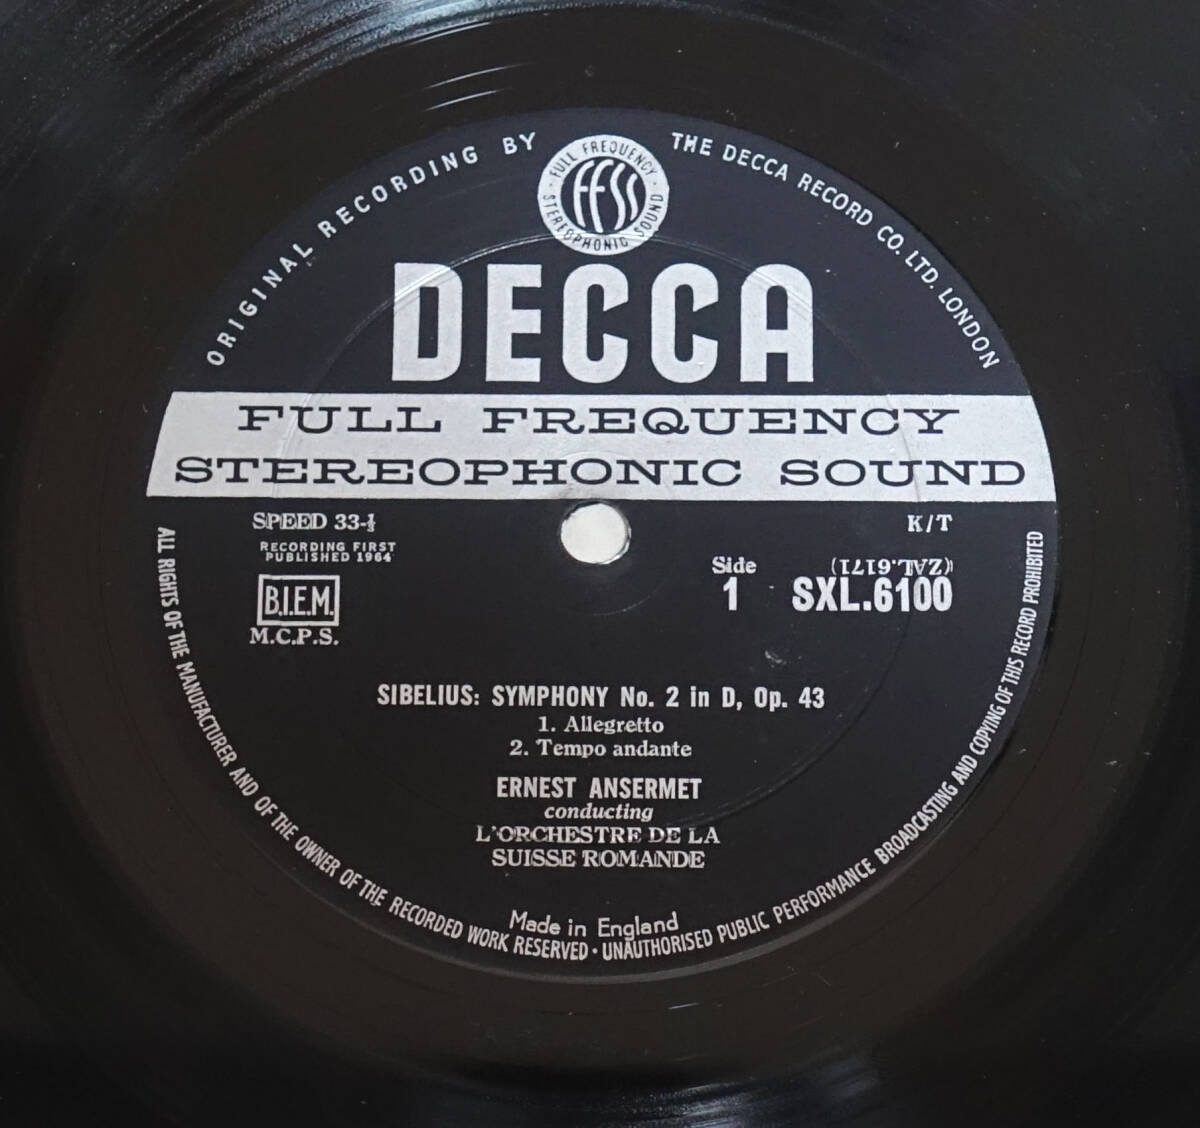 ORIGINAL RECORDING BY THE DECCA RECORD CO. LTD. LONDON
· FULL FREQUENCY · STEREOPHONIC SOUND
FFSS
DECCA
FULL FREQUENCY
STEREOPHONIC SOUND
SPEED 33-⅓
K/T
RECORDING FIRST
PUBLISHED 1964
B.I.E.M.
M.C.P.S.
Side
1
(ZAL.6171)
SXL.6100
SIBELIUS: SYMPHONY No. 2 in D, Op. 43
1. Allegretto
2. Tempo andante
ERNEST ANSERMET
conducting
L'ORCHESTRE DE LA
SUISSE ROMANDE
Made in England
ALL RIGHTS OF THE MANUFACTURER AND OF THE OWNER OF THE RECORDED WORK RESERVED · UNAUTHORISED PUBLIC PERFORMANCE BROADCASTING AND COPYING OF THIS RECORD PROHIBITED